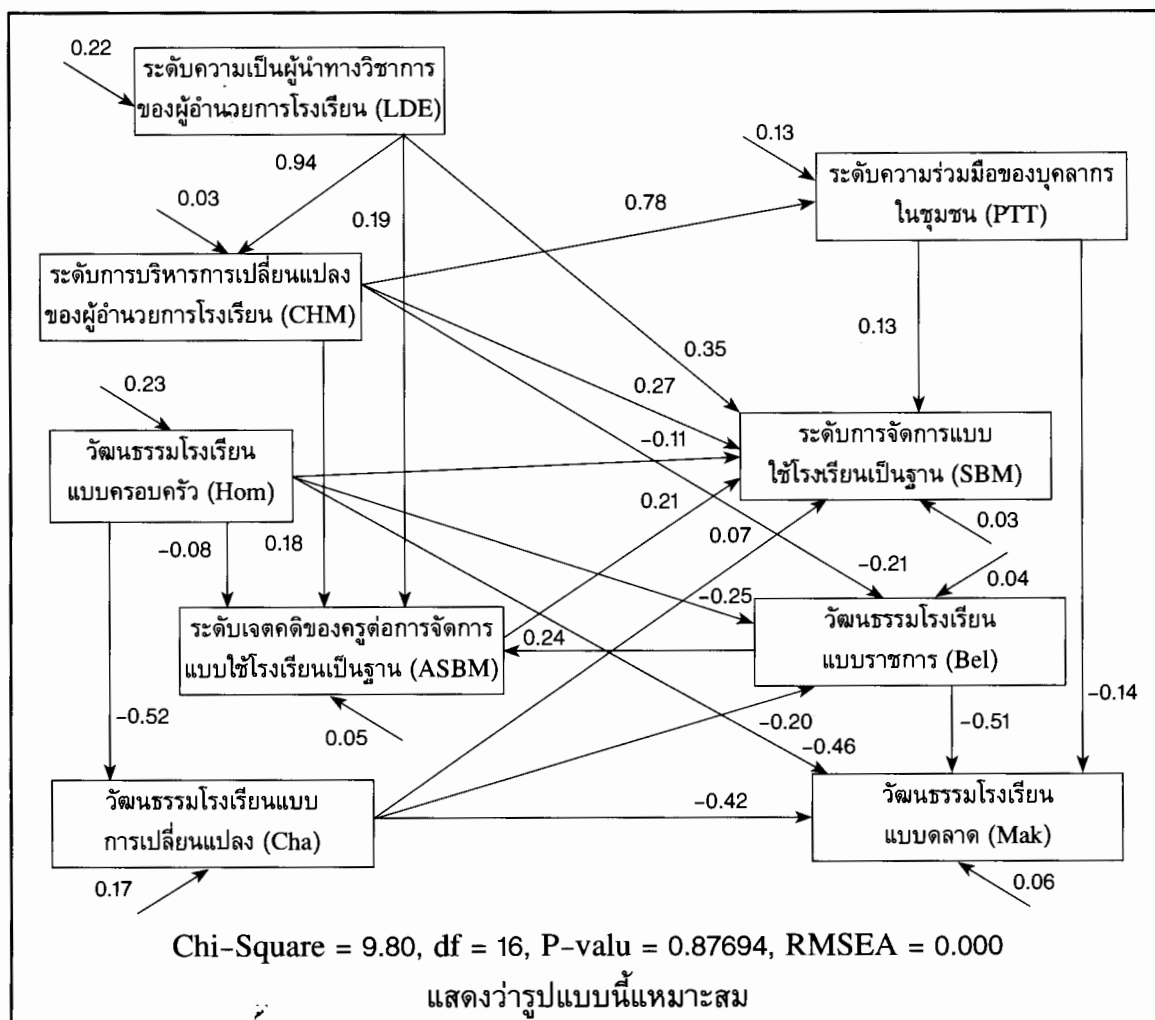 0.22
ระดับความเป็นผู้นำทางวิชาการ
ของผู้อำนวยการโรงเรียน (LDE)
0.94
0.13
ระดับความร่วมมือของบุคลากร
ในชุมชน (PTT)
0.03
0.78
0.19
ระดับการบริหารการเปลี่ยนแปลง
ของผู้อำนวยการโรงเรียน (CHM)
0.13
0.35
0.27
0.23
-0.11
วัฒนธรรมโรงเรียน
แบบครอบครัว (Hom)
ระดับการจัดการแบบ
ใช้โรงเรียนเป็นฐาน (SBM)
0.21
0.07
0.03
-0.08
0.18
-0.21
0.04
-0.25
ระดับเจตคติของครูต่อการจัดการ
แบบใช้โรงเรียนเป็นฐาน (ASBM)
0.24
วัฒนธรรมโรงเรียน
แบบราชการ (Bel)
-0.52
0.05
-0.20
-0.46
-0.51
-0.14
วัฒนธรรมโรงเรียนแบบ
การเปลี่ยนแปลง (Cha)
-0.42
วัฒนธรรมโรงเรียน
แบบตลาด (Mak)
0.17
0.06
Chi-Square = 9.80, df = 16, P-valu = 0.87694, RMSEA = 0.000
แสดงว่ารูปแบบนี้แหมาะสม